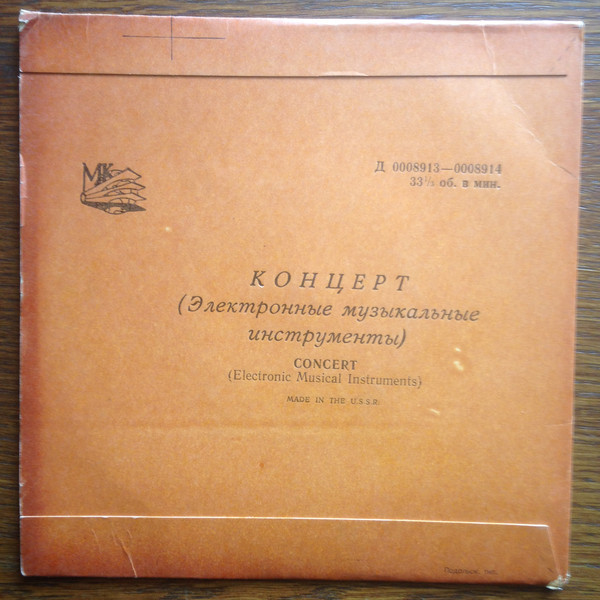 МК
Д 0008913—0008914
33⅓ об. в мин.
КОНЦЕРТ
(Электронные музыкальные
инструменты)
CONCERT
(Electronic Musical Instruments)
MADE IN THE U.S.S.R.